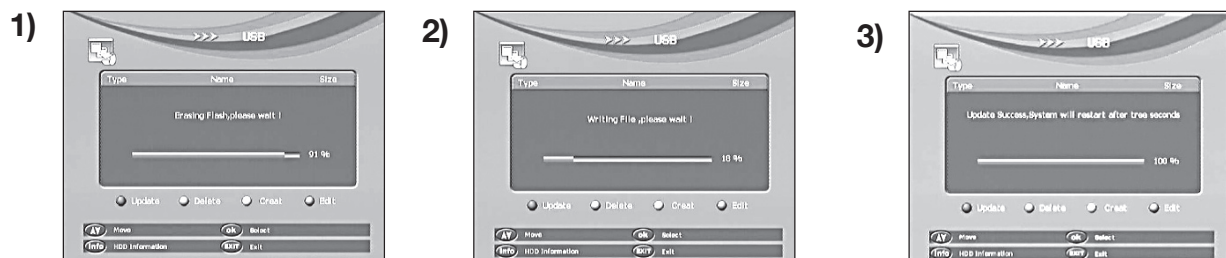 1)
>>> USB
Type Name Size
Erasing Flash,please wait !
91 %
Update Delete Creat Edit
Move ok Select
Info HDD Information EXIT Exit
2)
>>> USB
Type Name Size
Writing File ,please wait !
18 %
Update Delete Creat Edit
Move ok Select
Info HDD Information EXIT Exit
3)
>>> USB
Type Name Size
Update Success,System will restart after tree seconds
100 %
Update Delete Creat Edit
Move ok Select
Info HDD Information EXIT Exit